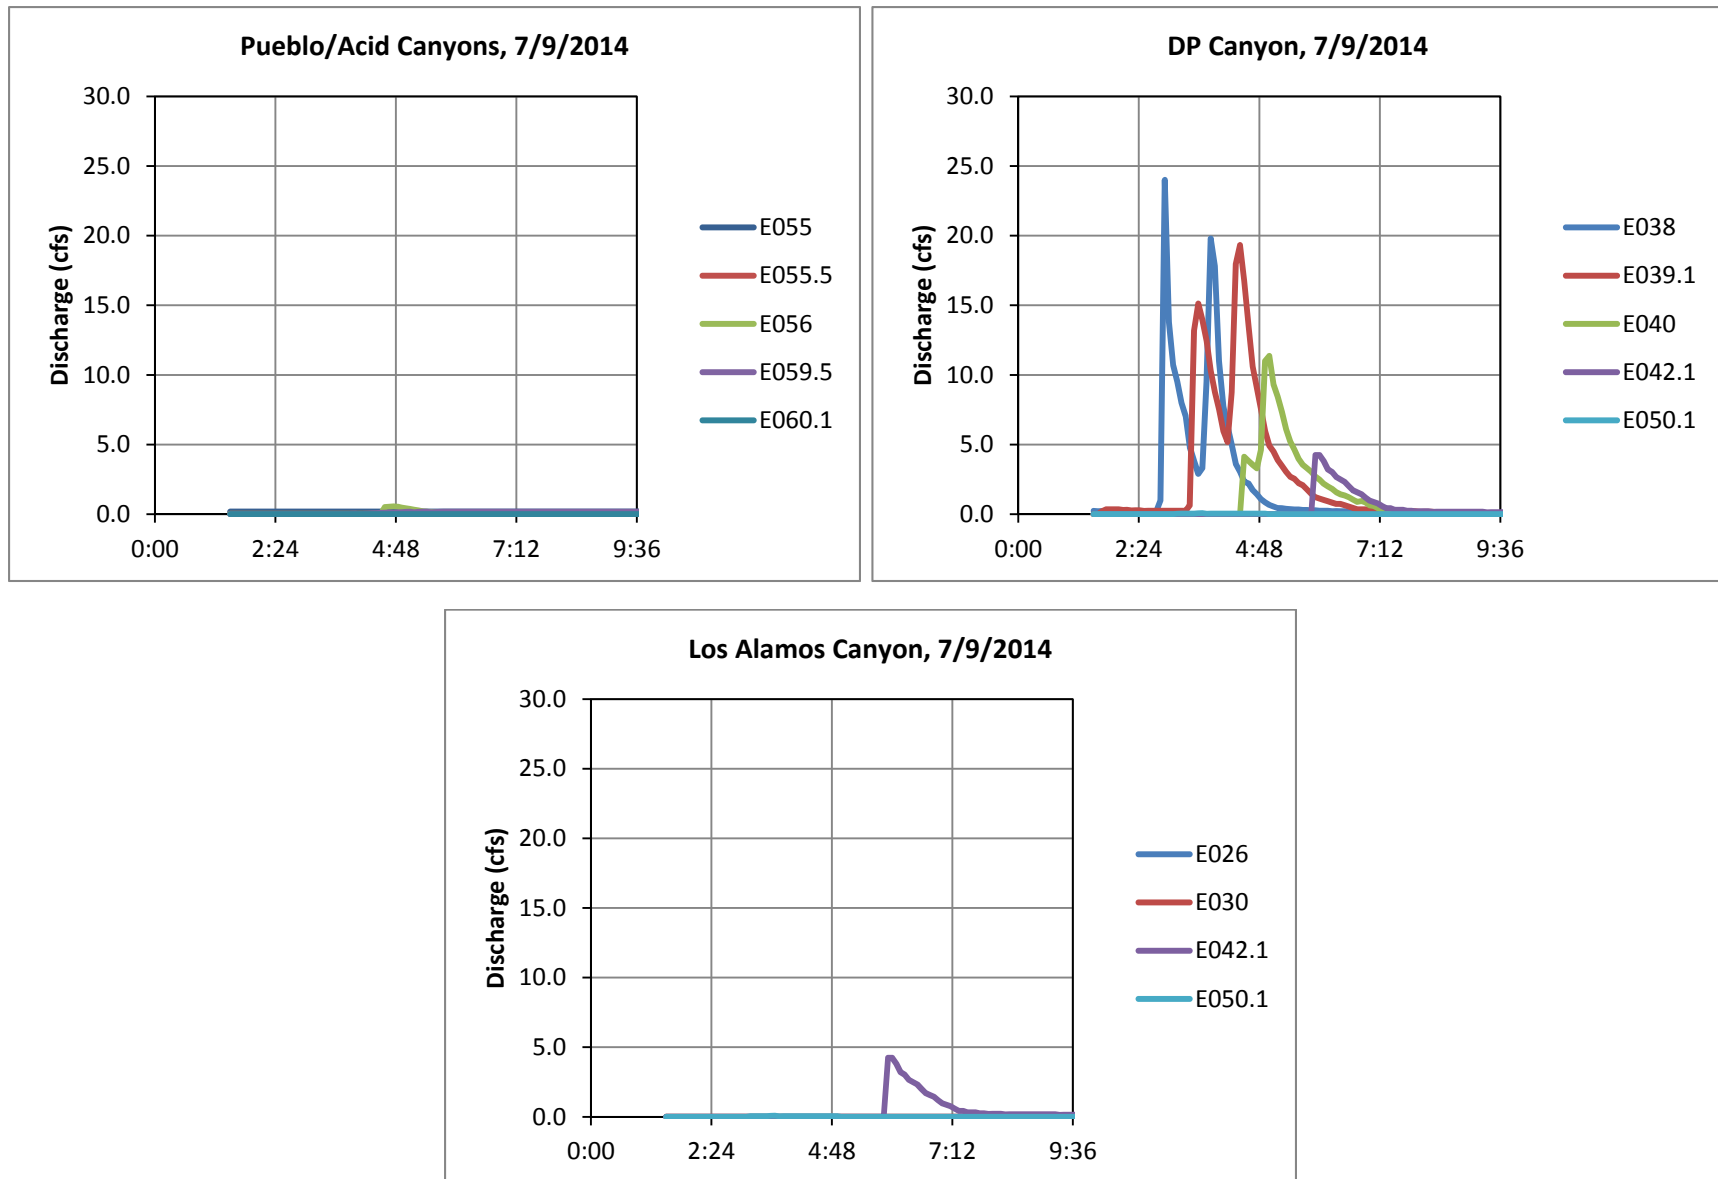 Pueblo/Acid Canyons, 7/9/2014
Discharge (cfs)
30.0
25.0
20.0
15.0
10.0
5.0
0.0
0:00 2:24 4:48 7:12 9:36
E055
E055.5
E056
E059.5
E060.1
DP Canyon, 7/9/2014
Discharge (cfs)
30.0
25.0
20.0
15.0
10.0
5.0
0.0
0:00 2:24 4:48 7:12 9:36
E038
E039.1
E040
E042.1
E050.1
Los Alamos Canyon, 7/9/2014
Discharge (cfs)
30.0
25.0
20.0
15.0
10.0
5.0
0.0
0:00 2:24 4:48 7:12 9:36
E026
E030
E042.1
E050.1